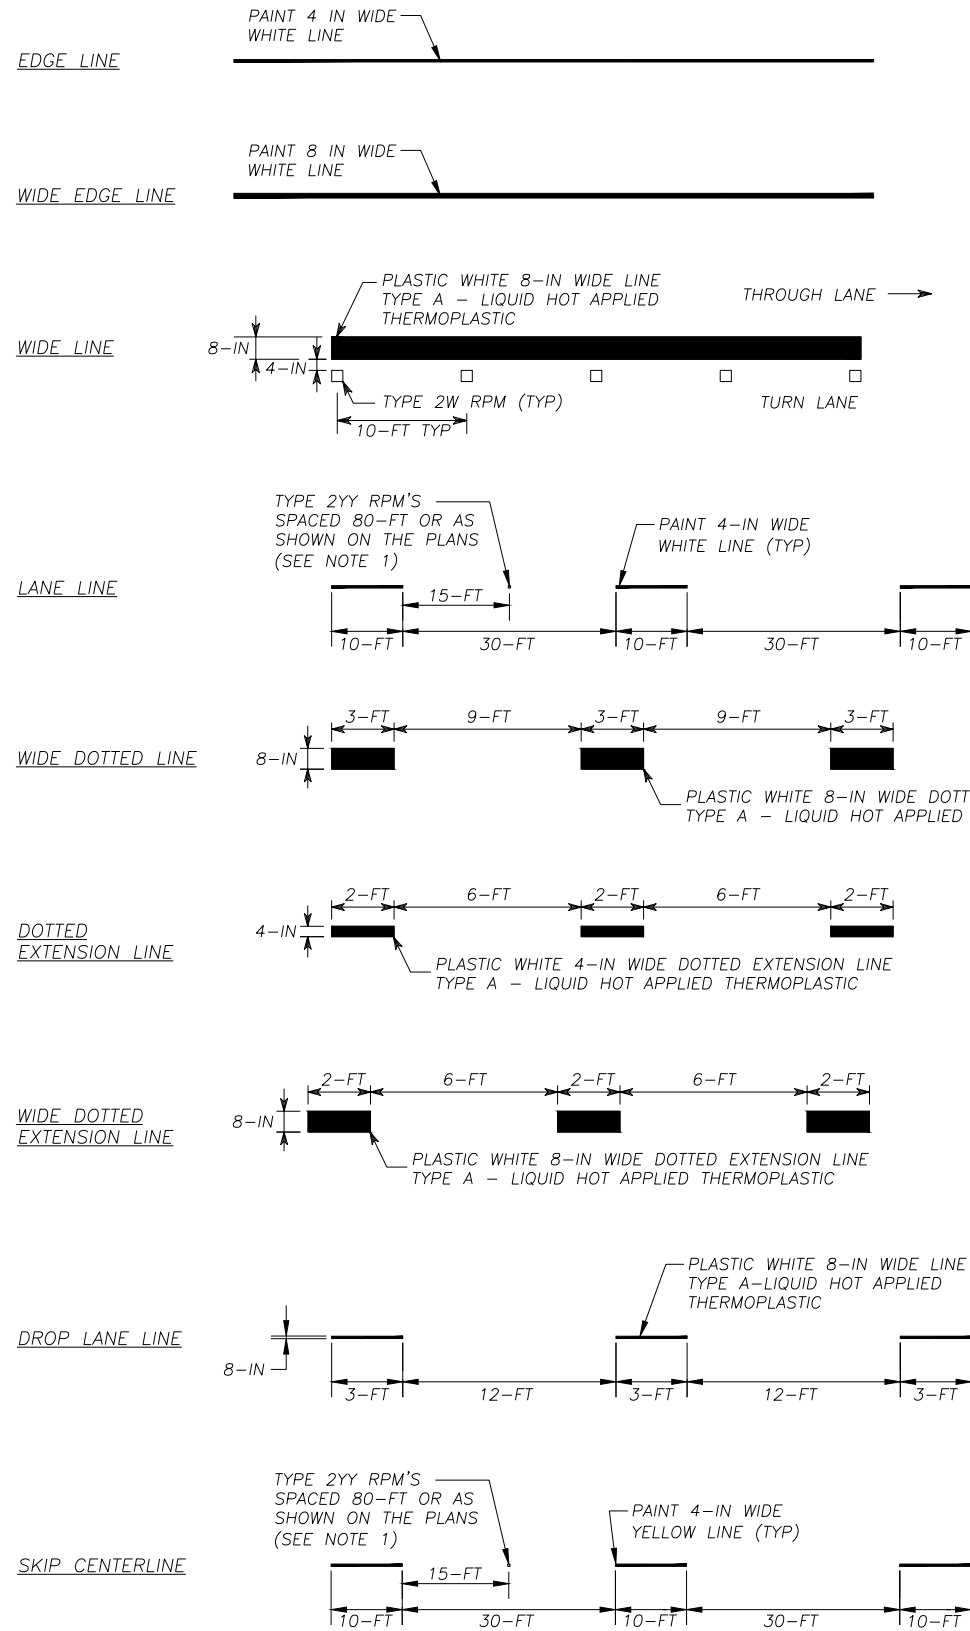 PAINT 4 IN WIDE
WHITE LINE
EDGE LINE
PAINT 8 IN WIDE
WHITE LINE
WIDE EDGE LINE
PLASTIC WHITE 8-IN WIDE LINE
TYPE A - LIQUID HOT APPLIED
THERMOPLASTIC
THROUGH LANE
WIDE LINE
8-IN
4-IN
TYPE 2W RPM (TYP)
TURN LANE
10-FT TYP
TYPE 2YY RPM'S
SPACED 80-FT OR AS
SHOWN ON THE PLANS
(SEE NOTE 1)
PAINT 4-IN WIDE
WHITE LINE (TYP)
LANE LINE
15-FT
10-FT 30-FT 10-FT 30-FT 10-FT
3-FT 9-FT 3-FT 9-FT 3-FT
WIDE DOTTED LINE
8-IN
PLASTIC WHITE 8-IN WIDE DOTT
TYPE A - LIQUID HOT APPLIED
2-FT 6-FT 2-FT 6-FT 2-FT
DOTTED
EXTENSION LINE
4-IN
PLASTIC WHITE 4-IN WIDE DOTTED EXTENSION LINE
TYPE A - LIQUID HOT APPLIED THERMOPLASTIC
2-FT 6-FT 2-FT 6-FT 2-FT
WIDE DOTTED
EXTENSION LINE
8-IN
PLASTIC WHITE 8-IN WIDE DOTTED EXTENSION LINE
TYPE A - LIQUID HOT APPLIED THERMOPLASTIC
PLASTIC WHITE 8-IN WIDE LINE
TYPE A-LIQUID HOT APPLIED
THERMOPLASTIC
DROP LANE LINE
8-IN
3-FT 12-FT 3-FT 12-FT 3-FT
TYPE 2YY RPM'S
SPACED 80-FT OR AS
SHOWN ON THE PLANS
(SEE NOTE 1)
PAINT 4-IN WIDE
YELLOW LINE (TYP)
SKIP CENTERLINE
15-FT
10-FT 30-FT 10-FT 30-FT 10-FT